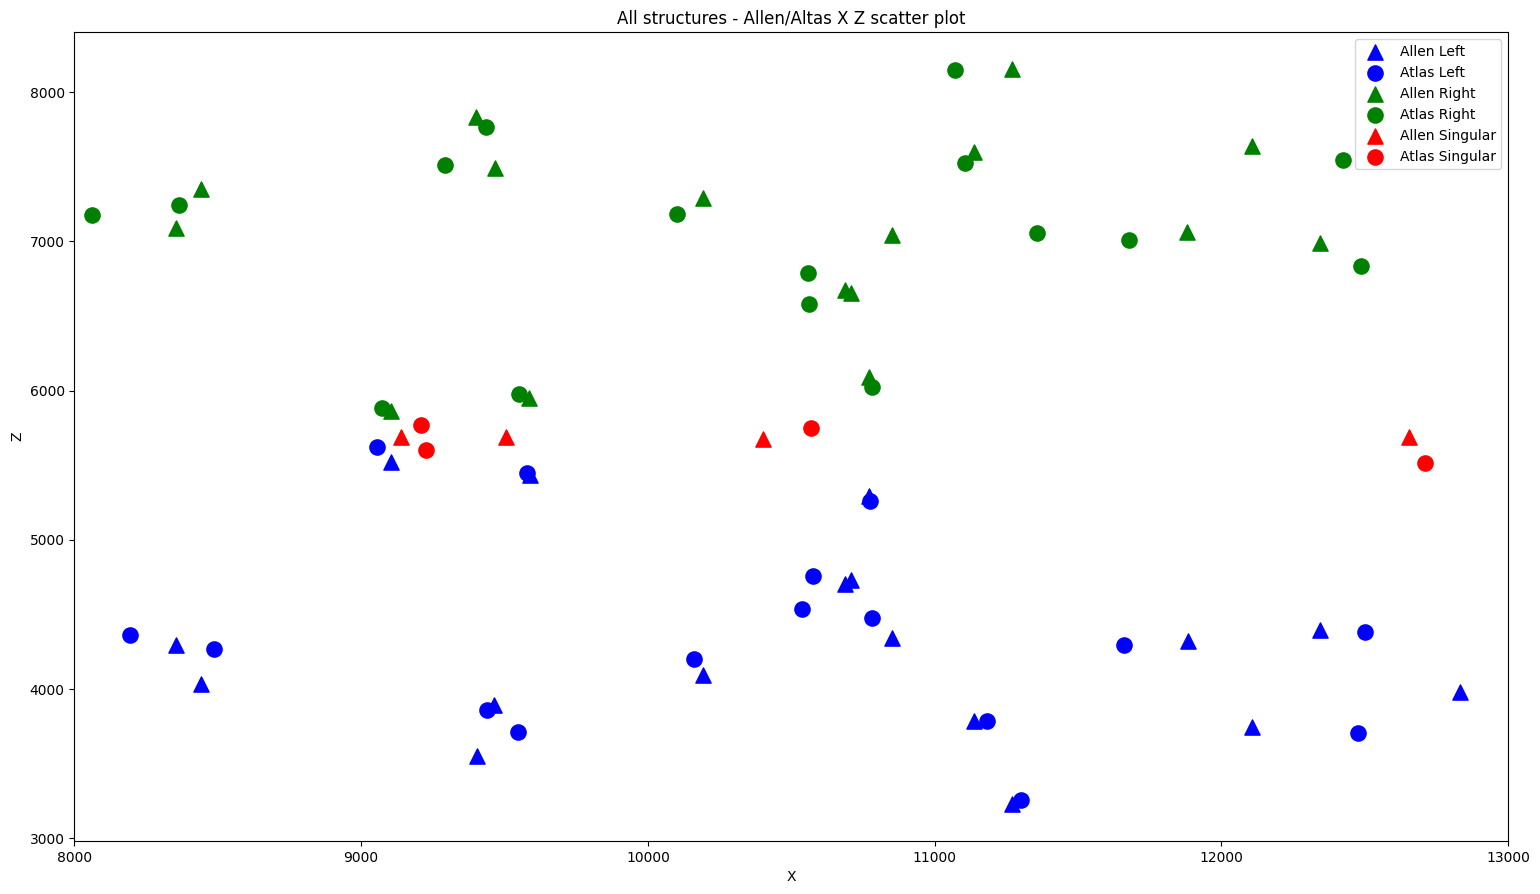 All structures - Allen/Altas X Z scatter plot
Allen Left
Atlas Left
Allen Right
Atlas Right
Allen Singular
Atlas Singular
8000
7000
6000
5000
4000
3000
Z
8000 9000 10000 11000 12000 13000
X